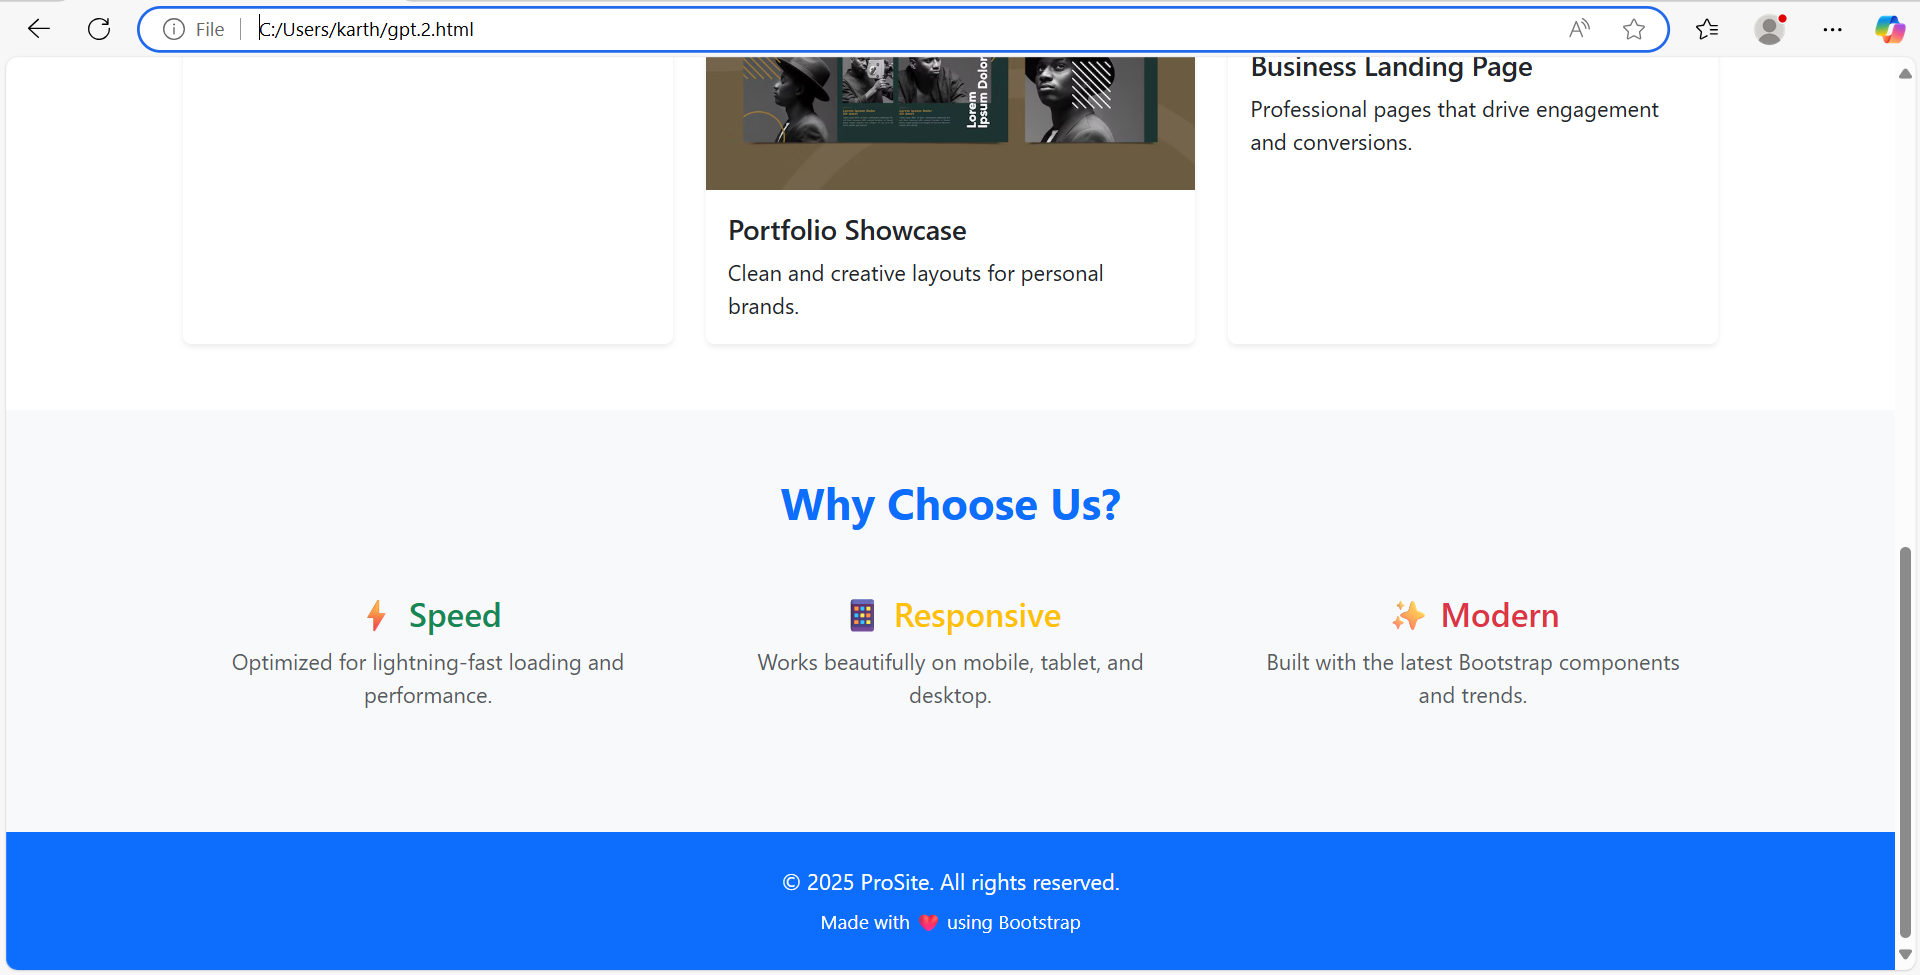 File
C:/Users/karth/gpt.2.html
Lorem
Ipsum Dolor
Business Landing Page
Professional pages that drive engagement
and conversions.
Portfolio Showcase
Clean and creative layouts for personal
brands.
Why Choose Us?
Speed
Optimized for lightning-fast loading and
performance.
Responsive
Works beautifully on mobile, tablet, and
desktop.
Modern
Built with the latest Bootstrap components
and trends.
© 2025 ProSite. All rights reserved.
Made with ❤️ using Bootstrap